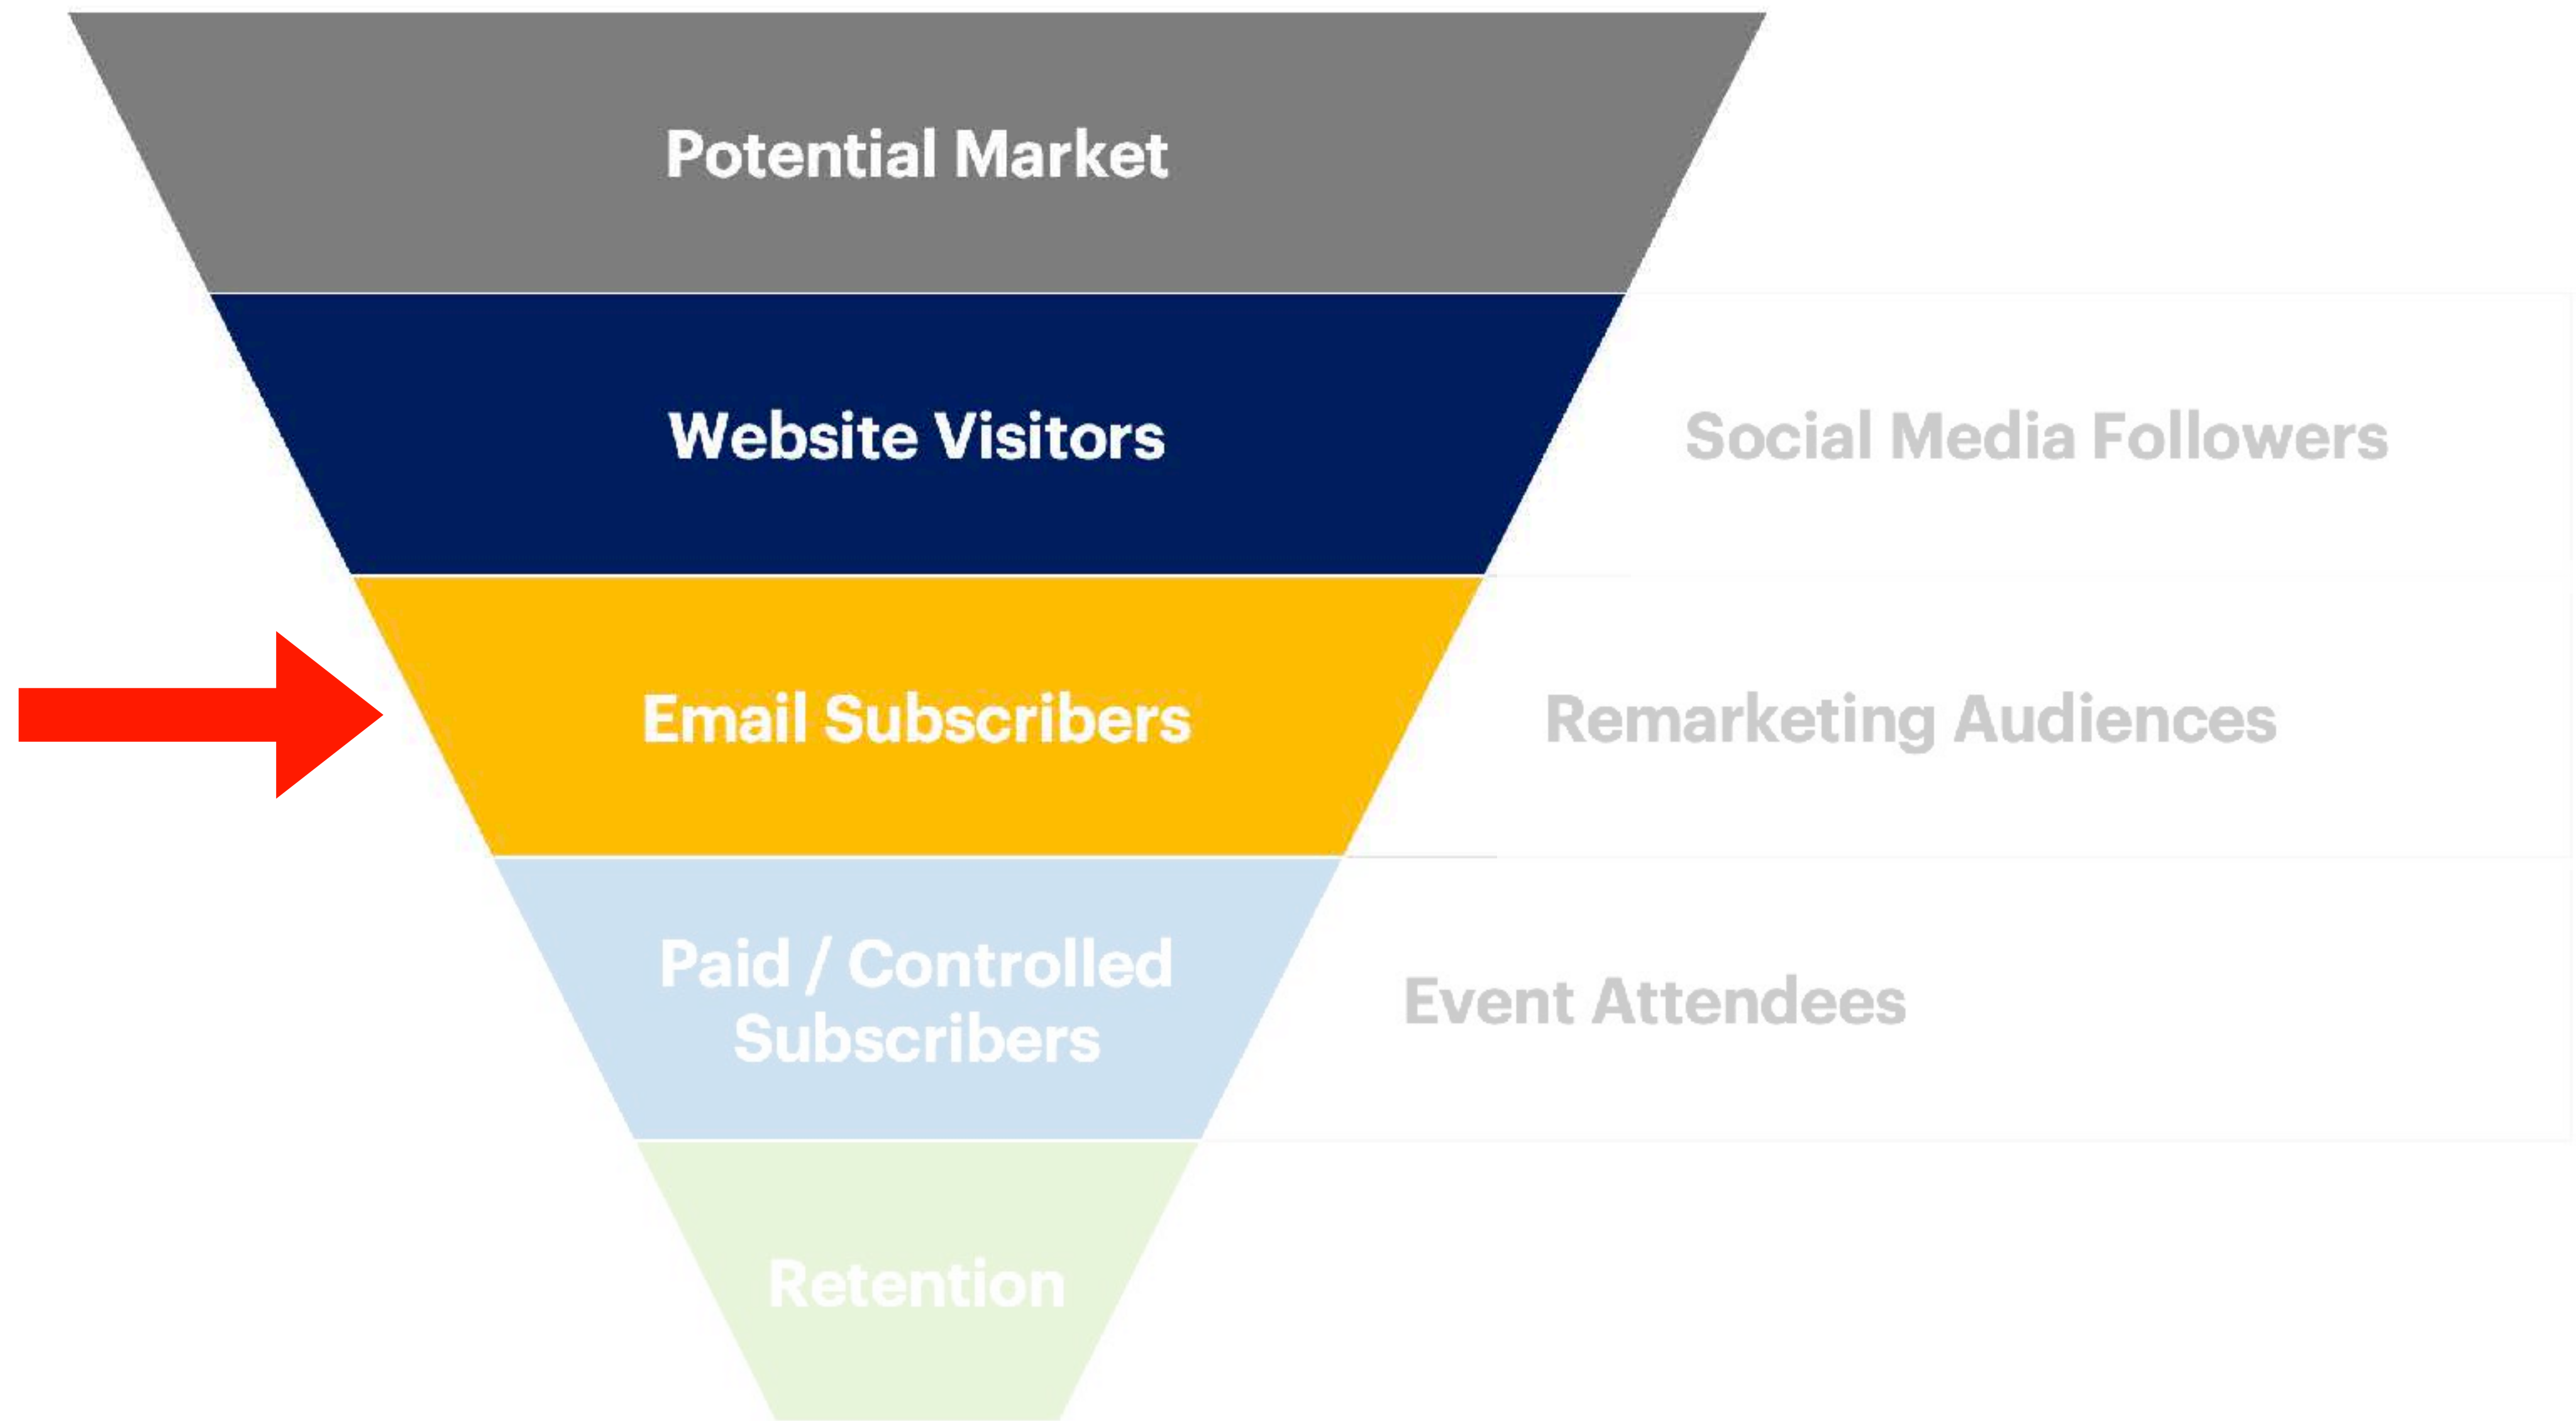 Potential Market
Website Visitors
Social Media Followers
Email Subscribers
Remarketing Audiences
Paid / Controlled
Subscribers
Event Attendees
Retention